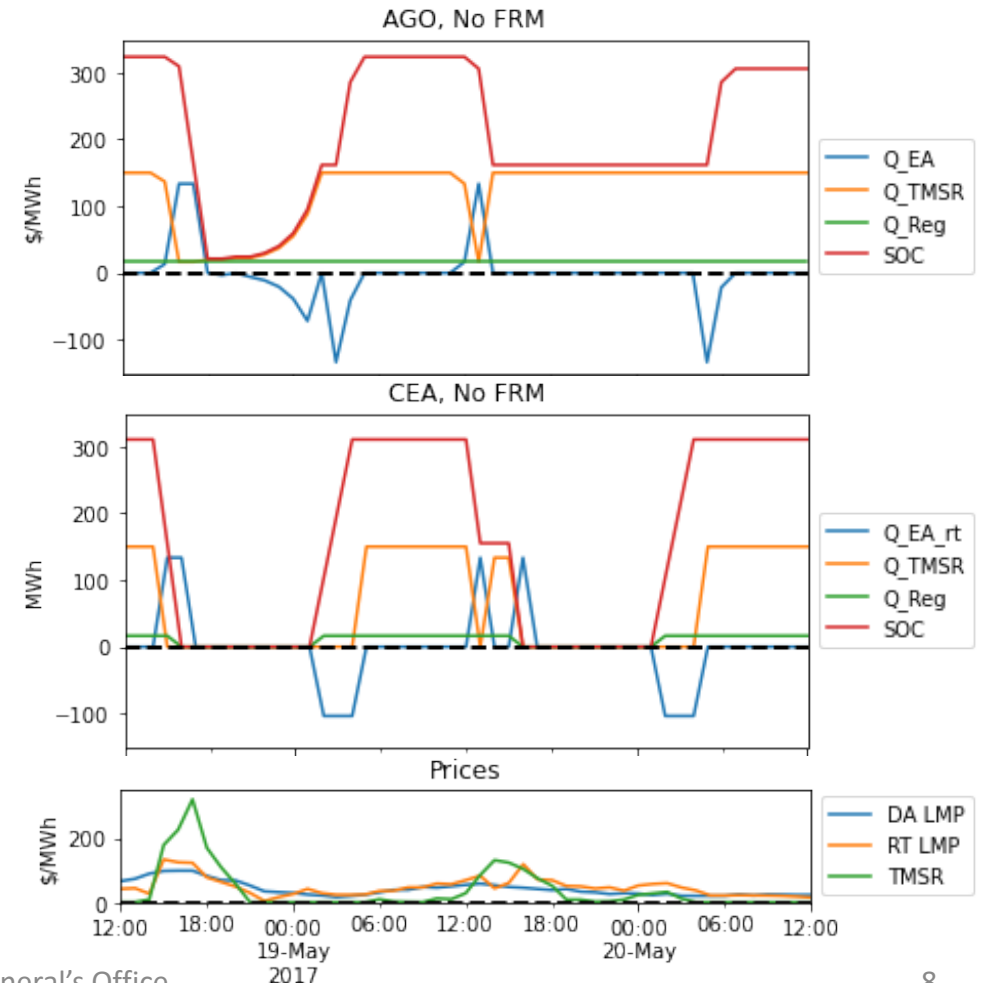 AGO, No FRM
300
200
100
0
−100
$/MWh
Q_EA
Q_TMSR
Q_Reg
SOC
CEA, No FRM
300
200
100
0
−100
MWh
Q_EA_rt
Q_TMSR
Q_Reg
SOC
Prices
200
0
$/MWh
DA LMP
RT LMP
TMSR
12:00 18:00 00:00 06:00 12:00 18:00 00:00 06:00 12:00
19-May 20-May
2017
neral's Office 8